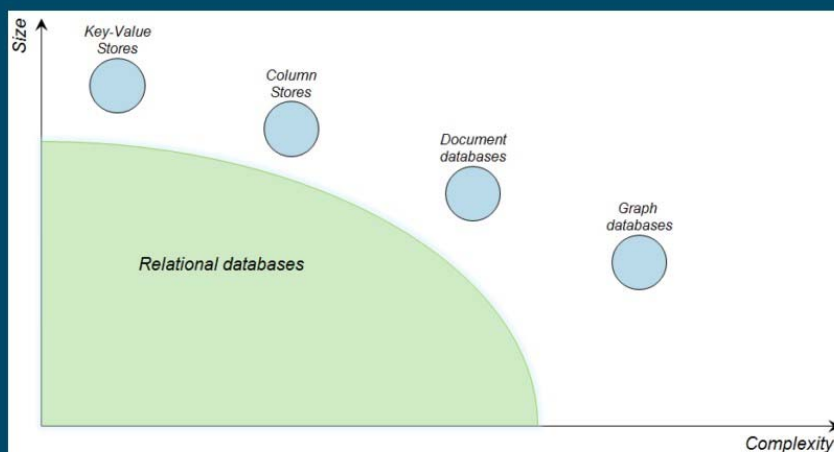 Size
Key-Value
Stores
Column
Stores
Document
databases
Graph
databases
Relational databases
Complexity